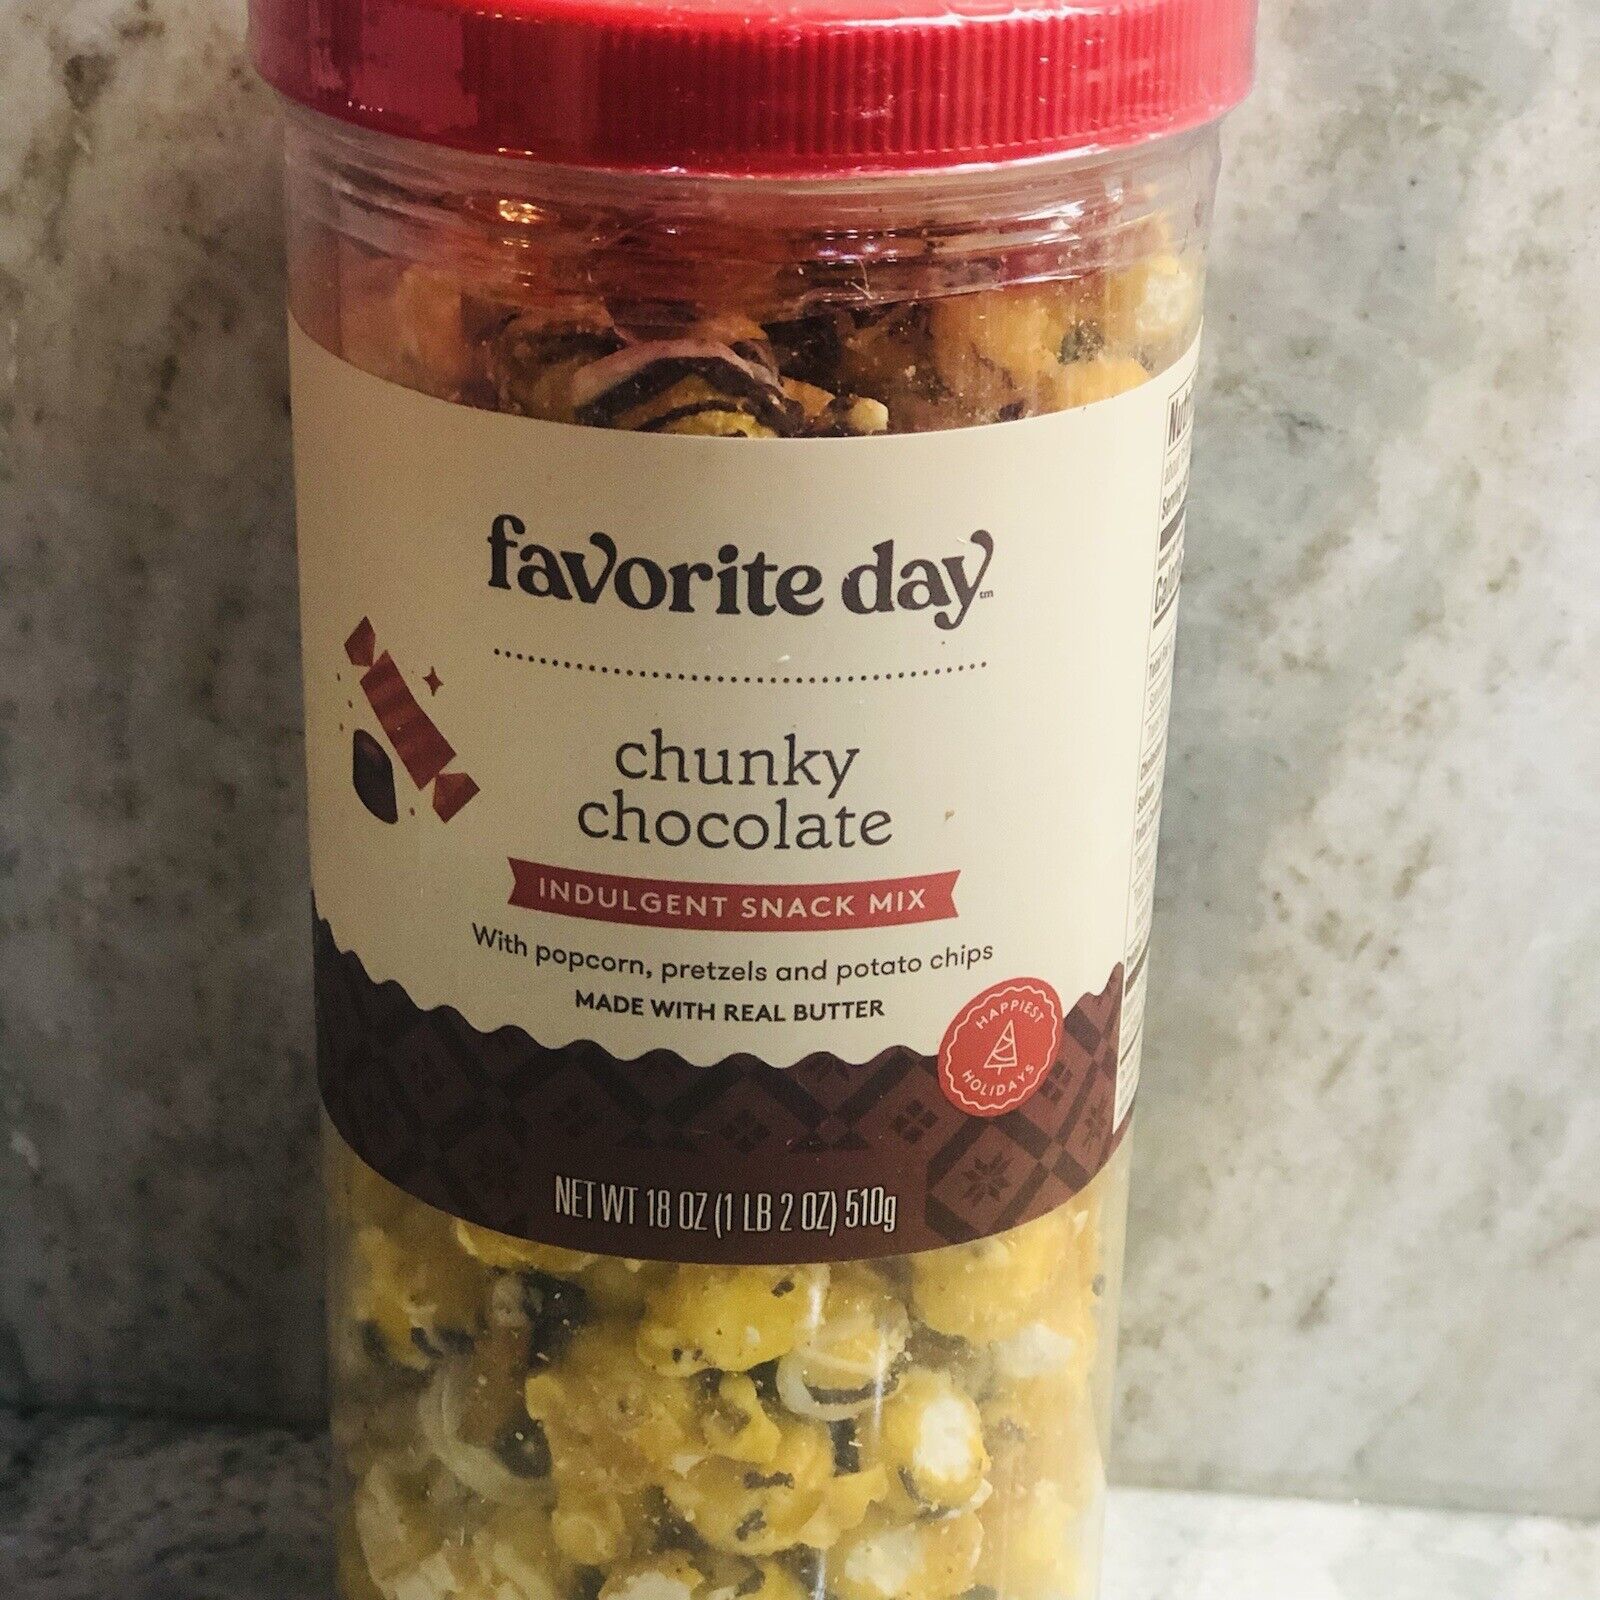 favorite day™
chunky
chocolate
INDULGENT SNACK MIX
With popcorn, pretzels and potato chips
MADE WITH REAL BUTTER
HAPPIEST
HOLIDAYS
NET WT 18 OZ (1 LB 2 OZ) 510g